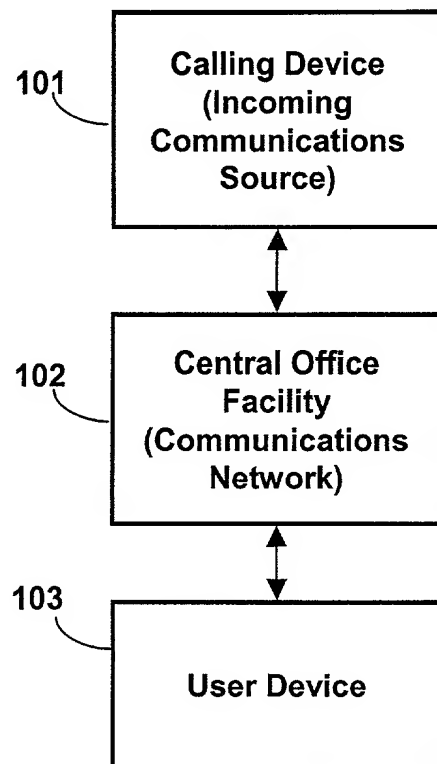 101
Calling Device
(Incoming
Communications
Source)
102
Central Office
Facility
(Communications
Network)
103
User Device